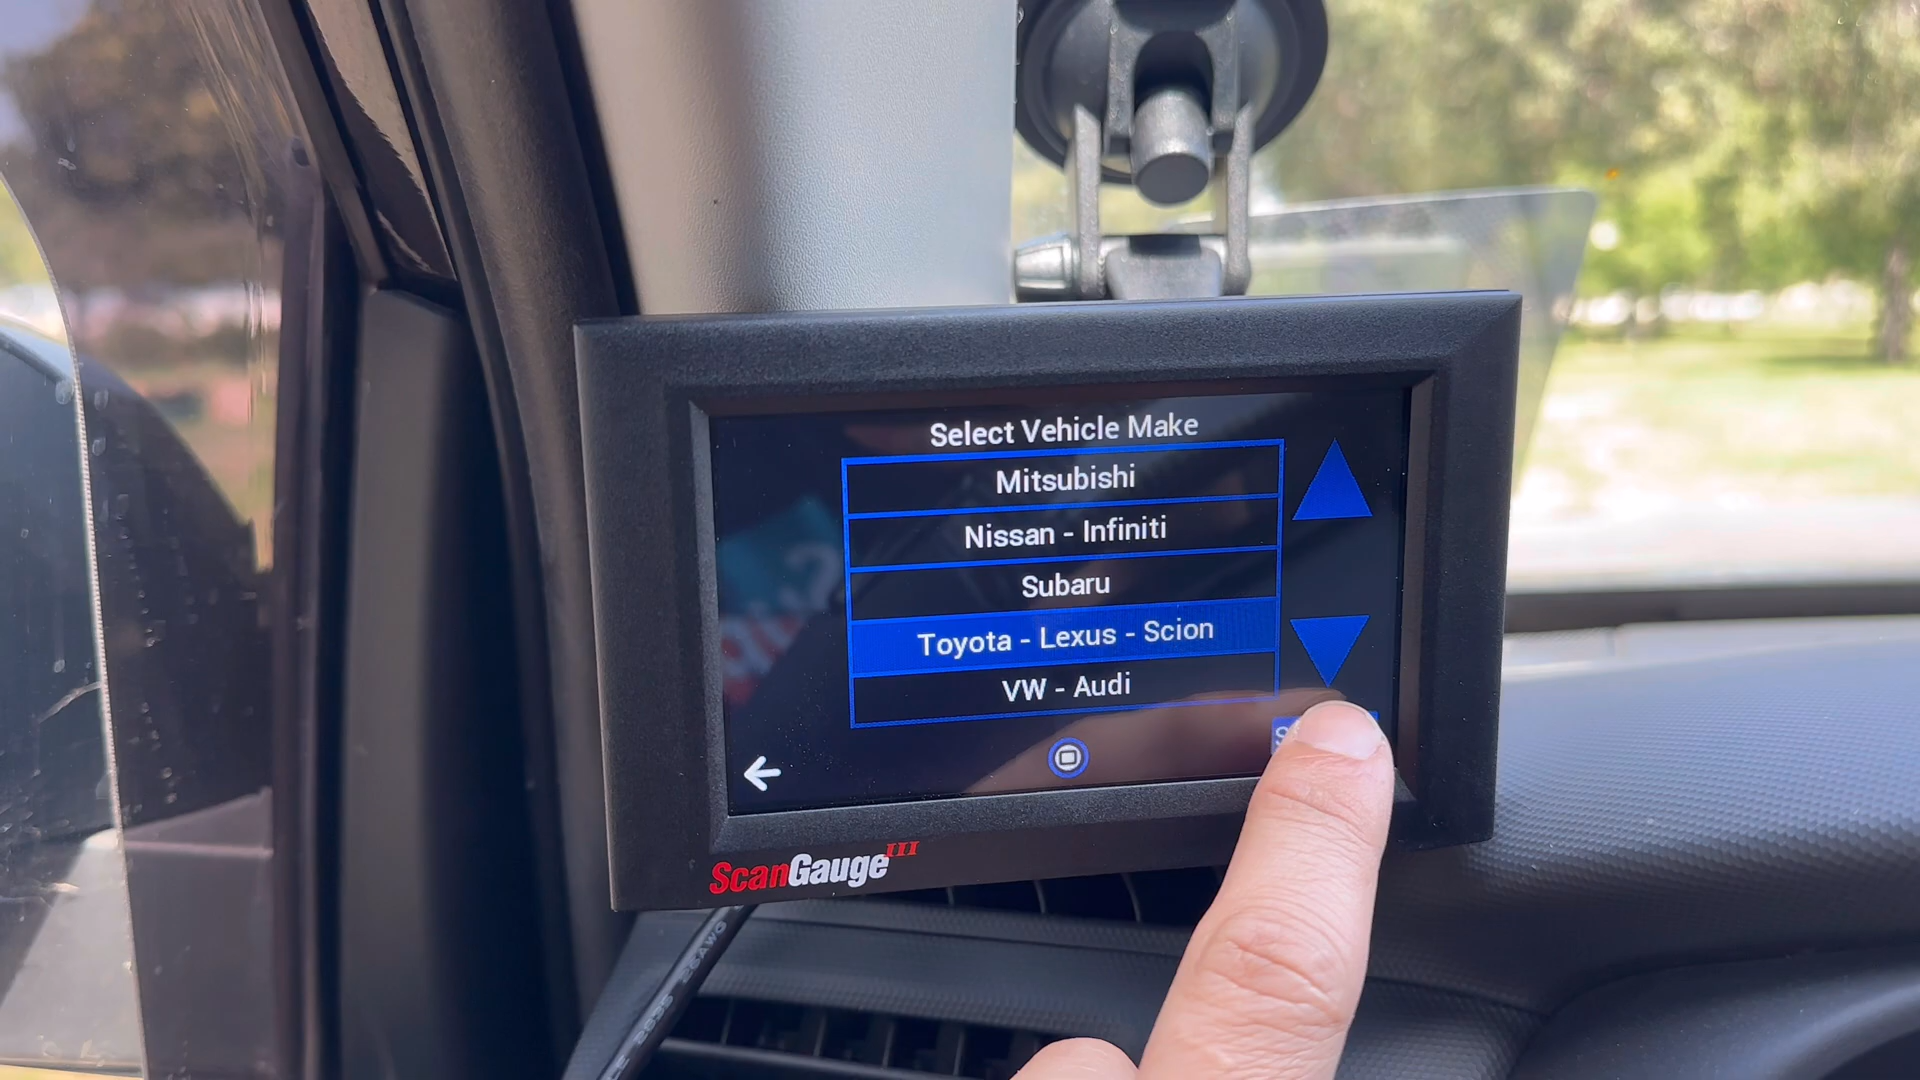 Select Vehicle Make
Mitsubishi
Nissan - Infiniti
Subaru
Toyota - Lexus - Scion
VW - Audi
ScanGauge III